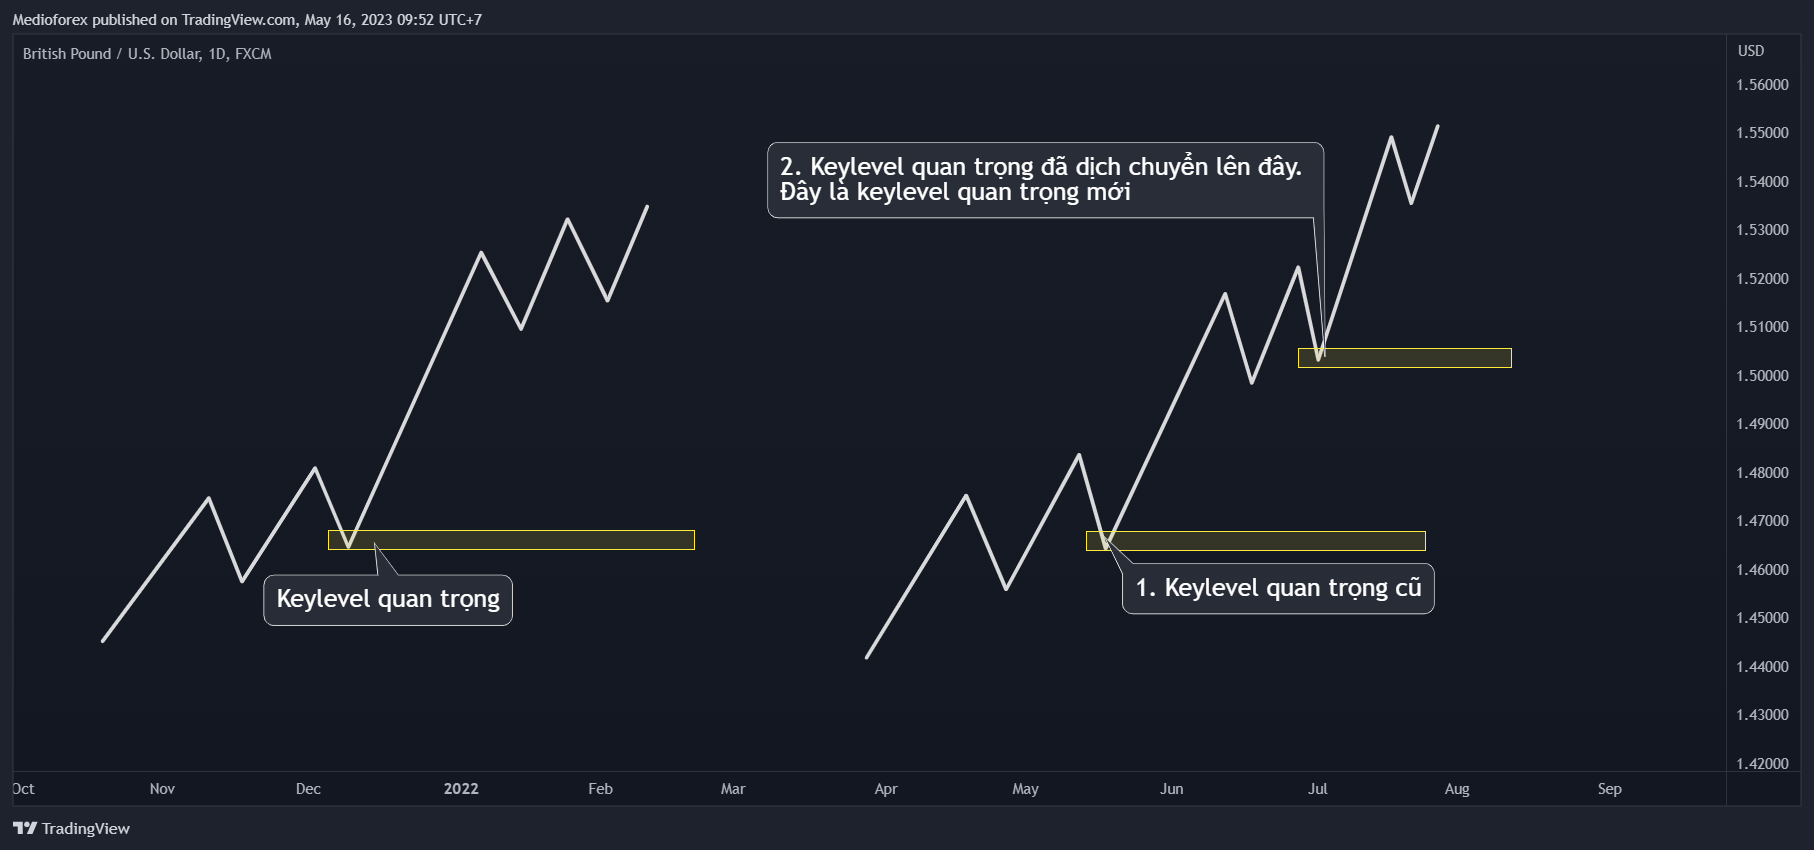 Medioforex published on TradingView.com, May 16, 2023 09:52 UTC+7
British Pound / U.S. Dollar, 1D, FXCM
USD
1.56000
1.55000
1.54000
1.53000
1.52000
1.51000
1.50000
1.49000
1.48000
1.47000
1.46000
1.45000
1.44000
1.43000
1.42000
2. Keylevel quan trọng đã dịch chuyển lên đây.
Đây là keylevel quan trọng mới
Keylevel quan trọng
1. Keylevel quan trọng cũ
Oct Nov Dec 2022 Feb Mar Apr May Jun Jul Aug Sep
TradingView